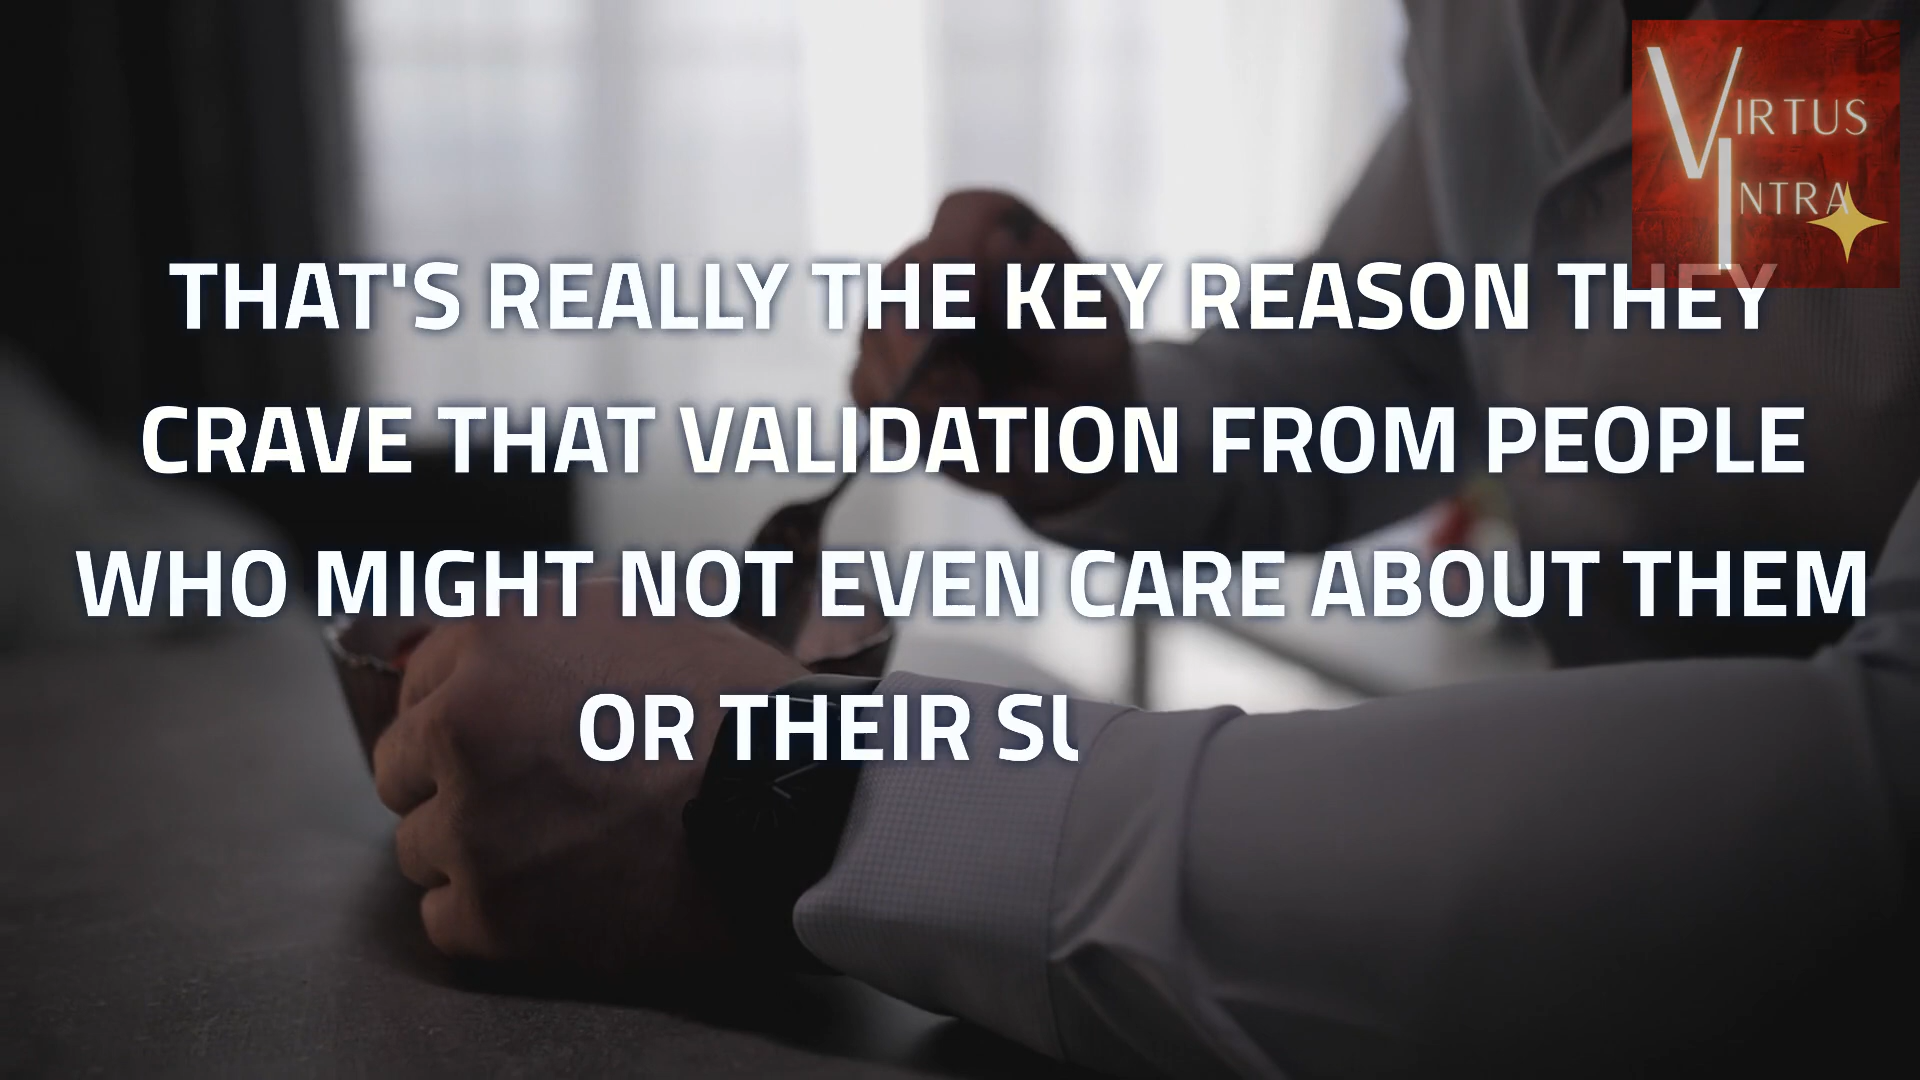 VIRTUS
INTRA
THAT'S REALLY THE KEY REASON THEY
CRAVE THAT VALIDATION FROM PEOPLE
WHO MIGHT NOT EVEN CARE ABOUT THEM
OR THEIR